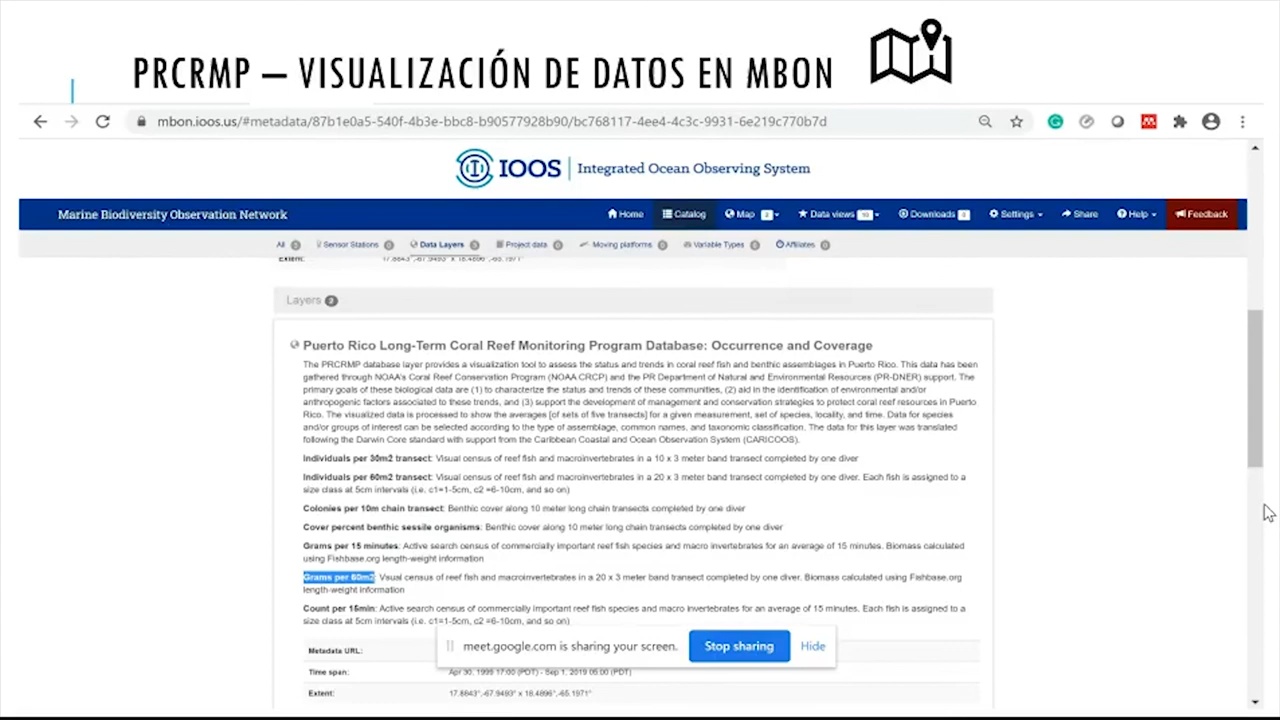 PRCRMP – VISUALIZACIÓN DE DATOS EN MBON
mbon.ioos.us/#metadata/87b1e0a5-540f-4b3e-bbc8-b90577928b90/bc768117-4ee4-4c3c-9931-6e219c770b7d
IOOS | Integrated Ocean Observing System
Marine Biodiversity Observation Network Home Catalog Map Data views Downloads Settings Share Help Feedback
All Sensor Stations Data Layers Project data Moving platforms Variable Types Affiliates
Extent:
Layers 2
Puerto Rico Long-Term Coral Reef Monitoring Program Database: Occurrence and Coverage
The PRCRMP database layer provides a visualization tool to assess the status and trends in coral reef fish and benthic assemblages in Puerto Rico. This data has been
gathered through NOAA's Coral Reef Conservation Program (NOAA CRCP) and the PR Department of Natural and Environmental Resources (PR-DNER) support. The
primary goals of these biological data are (1) to characterize the status and trends of these communities, (2) aid in the identification of environmental and/or
anthropogenic factors associated to these trends, and (3) support the development of management and conservation strategies to protect coral reef resources in Puerto
Rico. The visualized data is processed to show the averages [of sets of five transects] for a given measurement, set of species, locality, and time. Data for species
and/or groups of interest can be selected according to the type of assemblage, common names, and taxonomic classification. The data for this layer was translated
following the Darwin Core standard with support from the Caribbean Coastal and Ocean Observation System (CARICOOS).
Individuals per 30m2 transect: Visual census of reef fish and macroinvertebrates in a 10 x 3 meter band transect completed by one diver
Individuals per 60m2 transect: Visual census of reef fish and macroinvertebrates in a 20 x 3 meter band transect completed by one diver. Each fish is assigned to a
size class at 5cm intervals (i.e. c1=1-5cm, c2 =6-10cm, and so on)
Colonies per 10m chain transect: Benthic cover along 10 meter long chain transects completed by one diver
Cover percent benthic sessile organisms: Benthic cover along 10 meter long chain transects completed by one diver
Grams per 15 minutes: Active search census of commercially important reef fish species and macro invertebrates for an average of 15 minutes. Biomass calculated
using Fishbase.org length-weight information
Grams per 60m2: Visual census of reef fish and macroinvertebrates in a 20 x 3 meter band transect completed by one diver. Biomass calculated using Fishbase.org
length-weight information
Count per 15min: Active search census of commercially important reef fish species and macro invertebrates for an average of 15 minutes. Each fish is assigned to a
size class at 5cm intervals (i.e. c1=1-5cm, c2 =6-10cm, and so on)
meet.google.com is sharing your screen. Stop sharing Hide
Metadata URL:
Time span: Apr 30, 1999 17:00 (PDT) - Sep 1, 2019 05:00 (PDT)
Extent: 17.8843°,-67.9493° x 18.4896°,-65.1971°